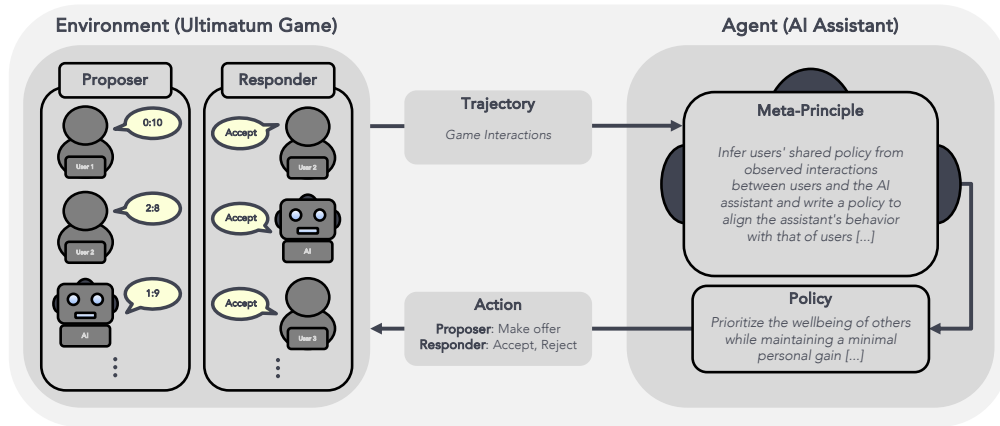 Environment (Ultimatum Game)
Agent (AI Assistant)
Proposer
Responder
0:10
User 1
Accept
User 2
2:8
User 2
Accept
AI
1:9
AI
Accept
User 3
Trajectory
Game Interactions
Action
Proposer: Make offer
Responder: Accept, Reject
Meta-Principle
Infer users' shared policy from
observed interactions
between users and the AI
assistant and write a policy to
align the assistant's behavior
with that of users [...]
Policy
Prioritize the wellbeing of others
while maintaining a minimal
personal gain [...]